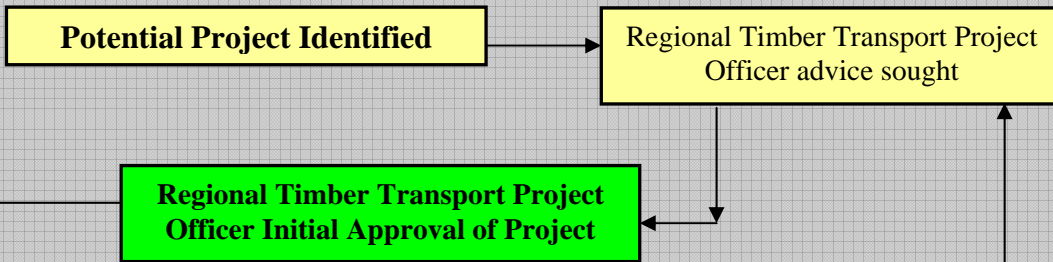 Potential Project Identified
Regional Timber Transport Project
Officer advice sought
Regional Timber Transport Project
Officer Initial Approval of Project